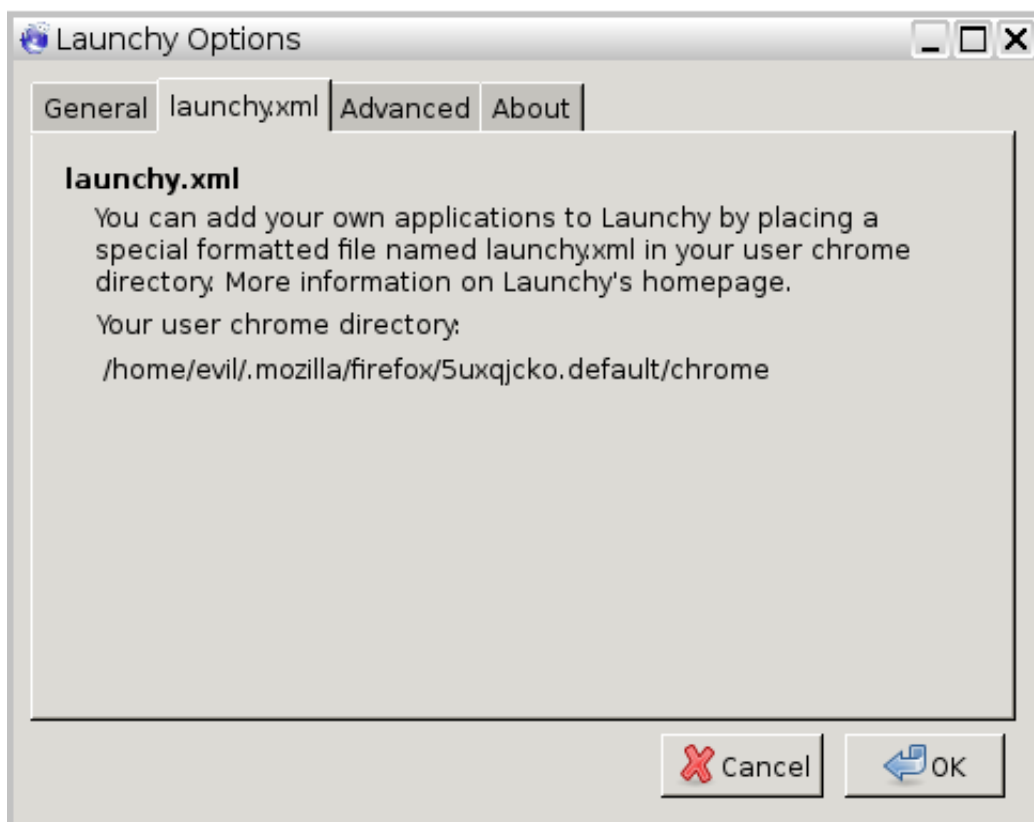 Launchy Options
General launchy.xml Advanced About
launchy.xml
You can add your own applications to Launchy by placing a
special formatted file named launchy.xml in your user chrome
directory. More information on Launchy's homepage.
Your user chrome directory:
/home/evil/.mozilla/firefox/5uxqjcko.default/chrome
Cancel OK